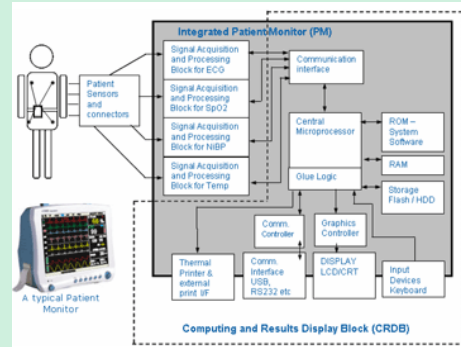 Integrated Patient Monitor (PM)
Signal Acquisition
and Processing
Block for ECG
Signal Acquisition
and Processing
Block for SpO2
Signal Acquisition
and Processing
Block for NiBP
Signal Acquisition
and Processing
Block for Temp
Patient
Sensors and
connectors
Communication
interface
Central
Microprocessor
Glue Logic
ROM –
System
Software
RAM
Storage
Flash / HDD
Comm.
Controller
Graphics
Controller
Thermal
Printer &
external
print I/F
Comm.
Interface
USB,
RS232 etc
DISPLAY
LCD/CRT
Input
Devices
Keyboard
A typical Patient
Monitor
Computing and Results Display Block (CRDB)